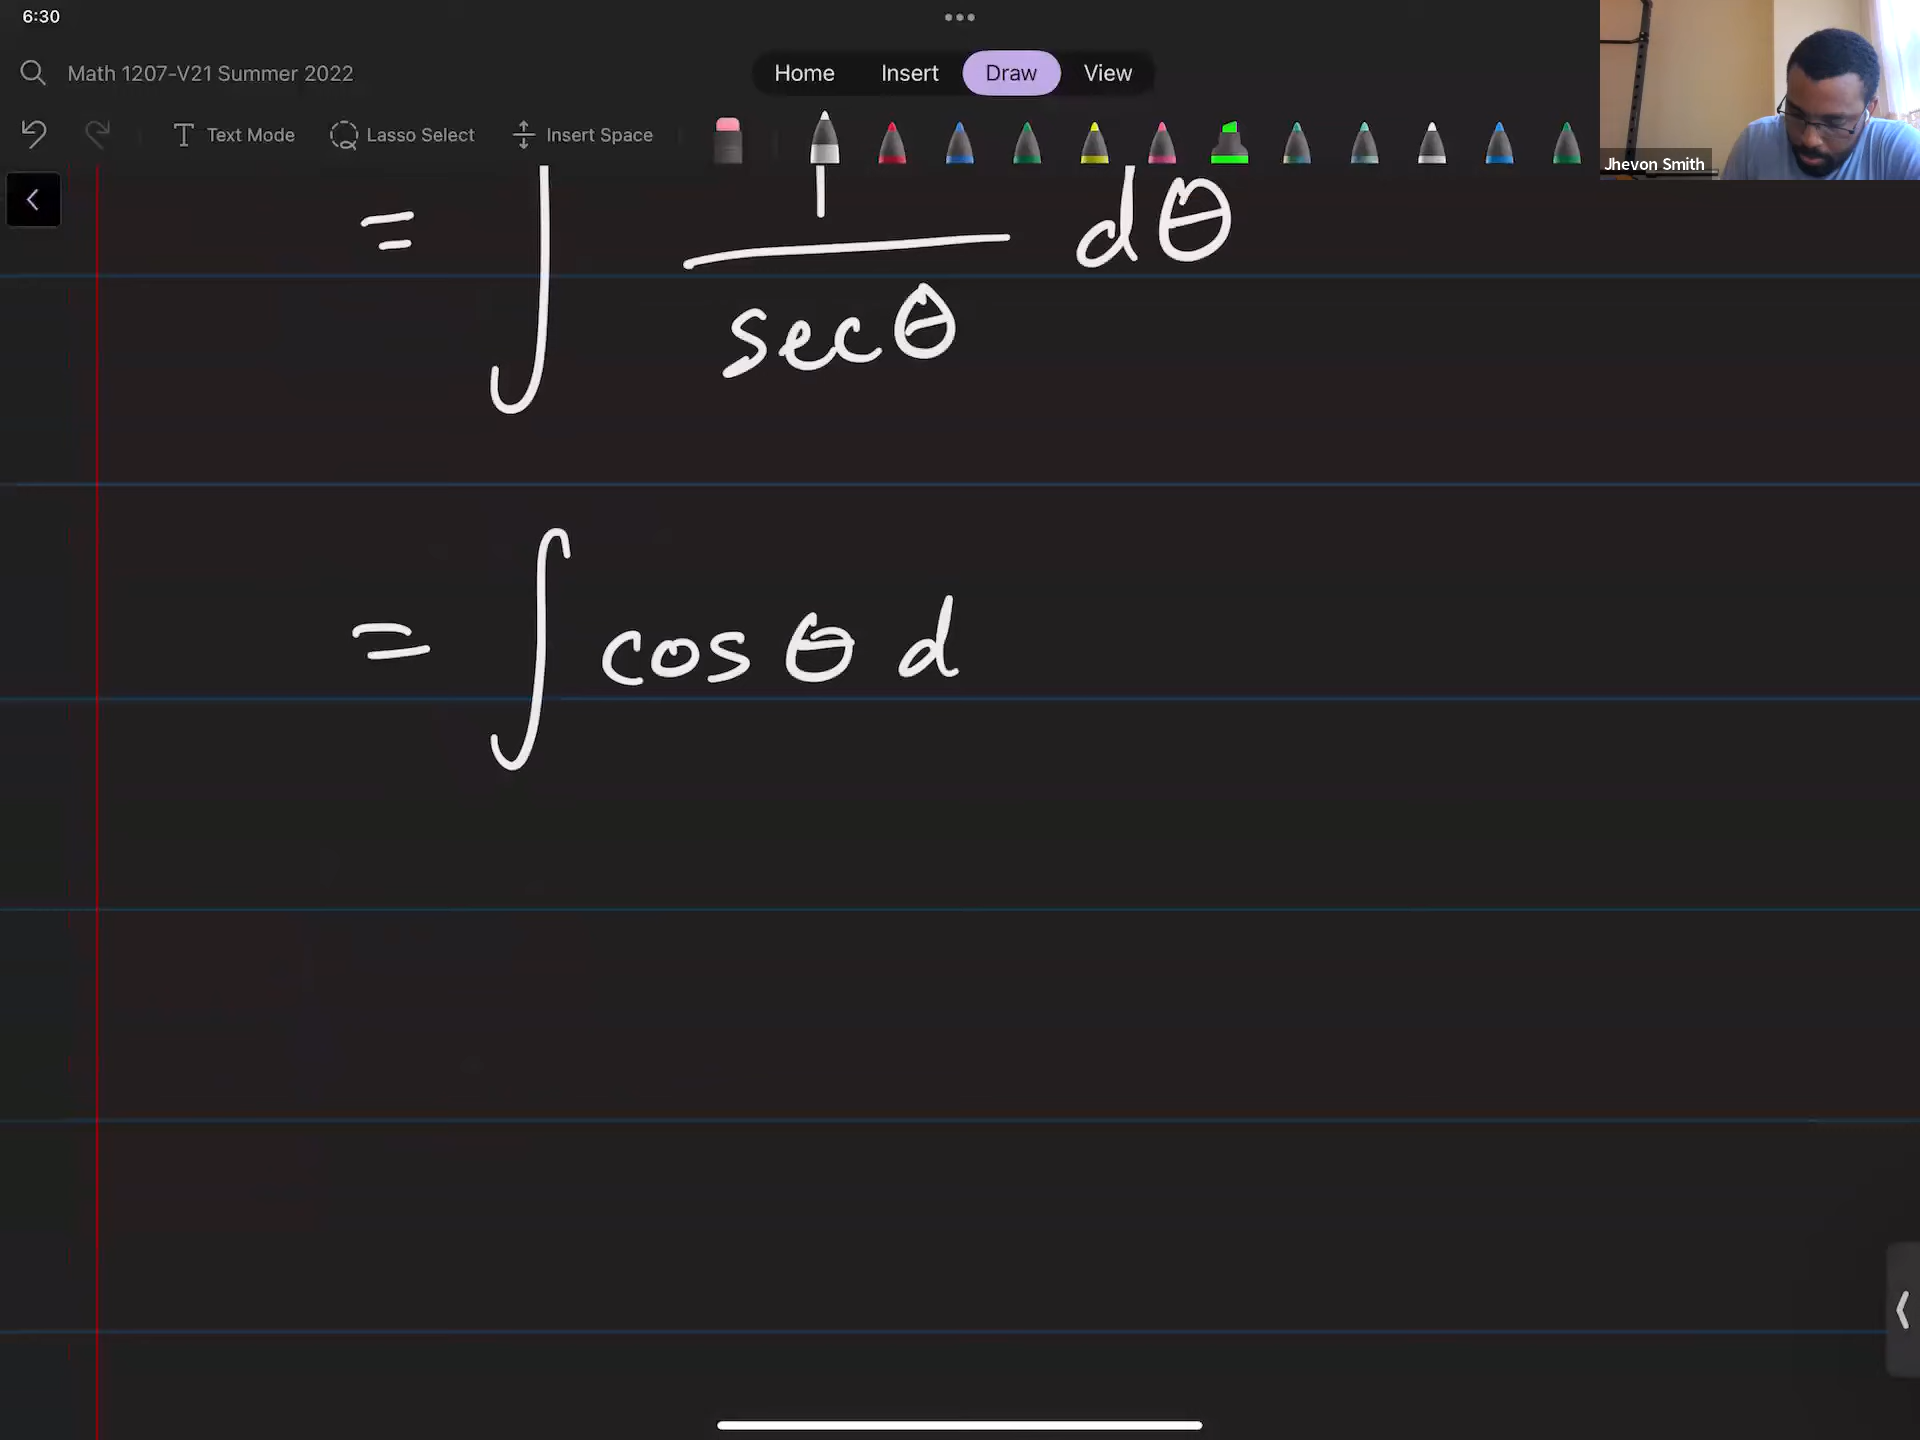 6:30
Math 1207-V21 Summer 2022
Home Insert Draw View
Text Mode Lasso Select Insert Space
Jhevon Smith
= ∫ 1/secθ dθ
= ∫ cos θ d